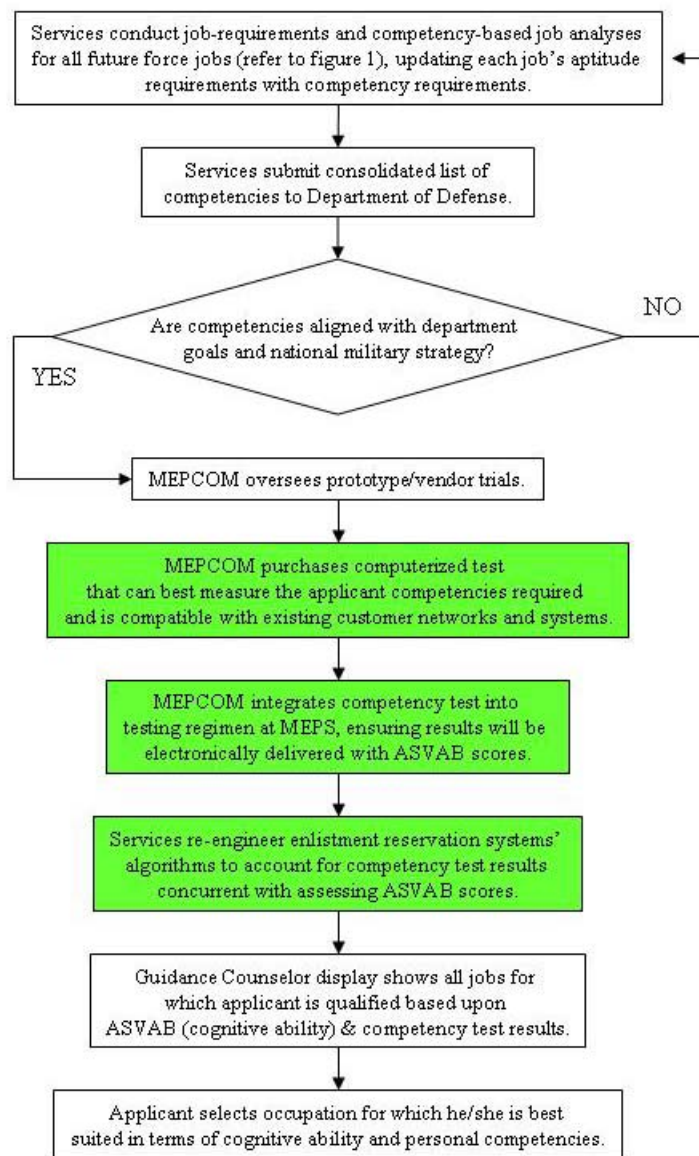 Services conduct job-requirements and competency-based job analyses
for all future force jobs (refer to figure 1), updating each job's aptitude
requirements with competency requirements.
Services submit consolidated list of
competencies to Department of Defense.
Are competencies aligned with department
goals and national military strategy?
NO
YES
MEPCOM oversees prototype/vendor trials.
MEPCOM purchases computerized test
that can best measure the applicant competencies required
and is compatible with existing customer networks and systems.
MEPCOM integrates competency test into
testing regimen at MEPS, ensuring results will be
electronically delivered with ASVAB scores.
Services re-engineer enlistment reservation systems'
algorithms to account for competency test results
concurrent with assessing ASVAB scores.
Guidance Counselor display shows all jobs for
which applicant is qualified based upon
ASVAB (cognitive ability) & competency test results.
Applicant selects occupation for which he/she is best
suited in terms of cognitive ability and personal competencies.